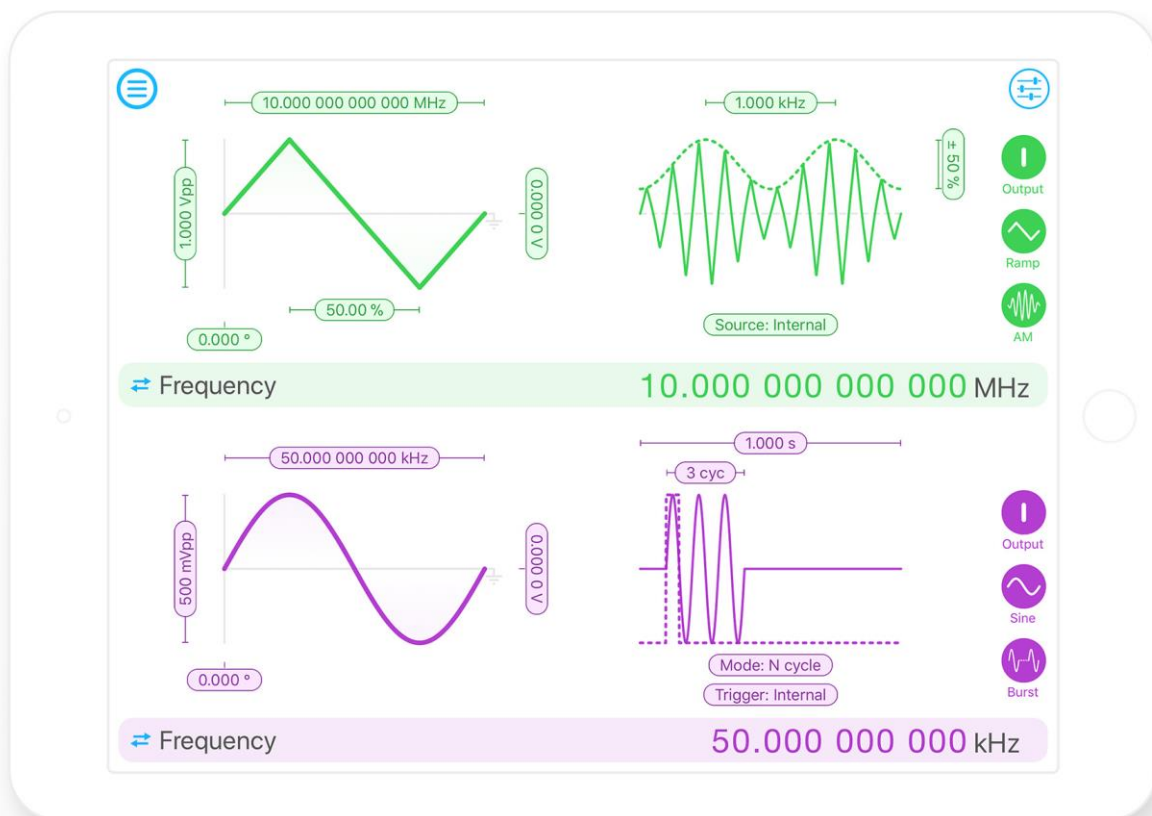 10.000 000 000 000 MHz
1.000 Vpp
0.000 0 V
50.00 %
0.000 °
1.000 kHz
± 50 %
Source: Internal
Output
Ramp
AM
Frequency
10.000 000 000 000 MHz
50.000 000 000 kHz
500 mVpp
0.000 0 V
0.000 °
1.000 s
3 cyc
Mode: N cycle
Trigger: Internal
Output
Sine
Burst
Frequency
50.000 000 000 kHz